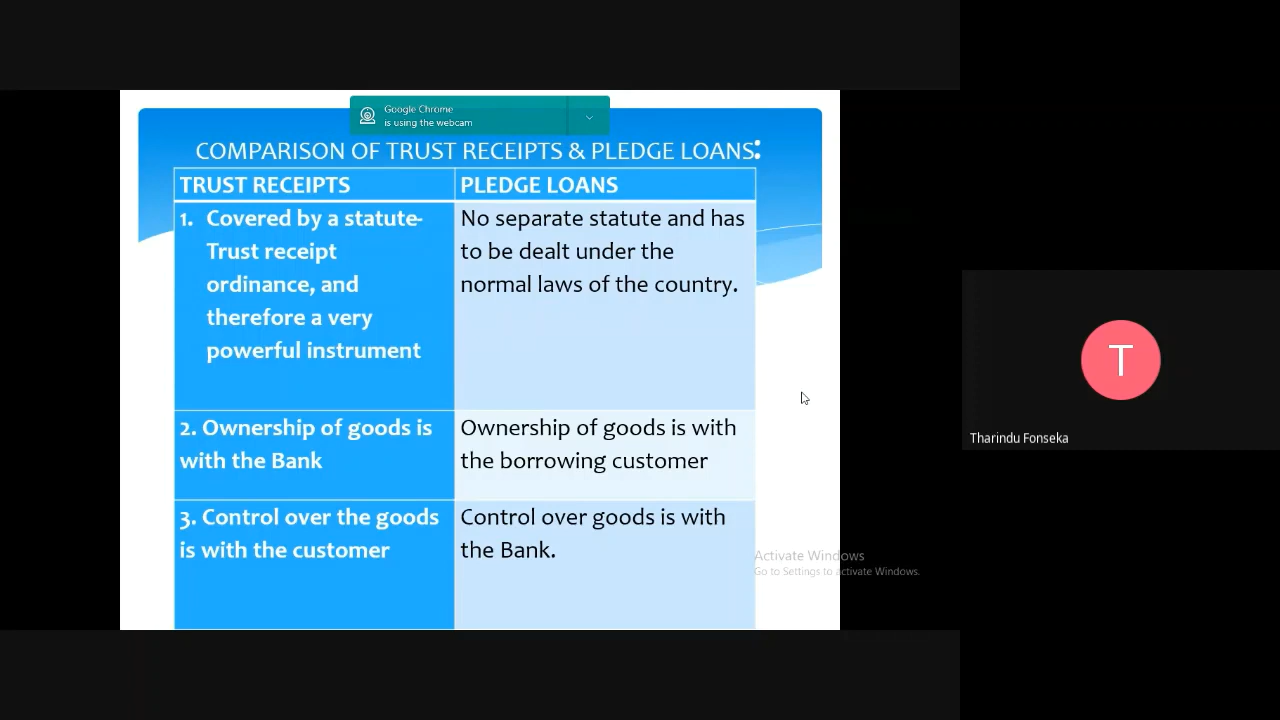 Google Chrome
is using the webcam
COMPARISON OF TRUST RECEIPTS & PLEDGE LOANS:
TRUST RECEIPTS
PLEDGE LOANS
1. Covered by a statute-
Trust receipt
ordinance, and
therefore a very
powerful instrument
No separate statute and has
to be dealt under the
normal laws of the country.
2. Ownership of goods is
with the Bank
Ownership of goods is with
the borrowing customer
3. Control over the goods
is with the customer
Control over goods is with
the Bank.
Activate Windows
Go to Settings to activate Windows.
T
Tharindu Fonseka